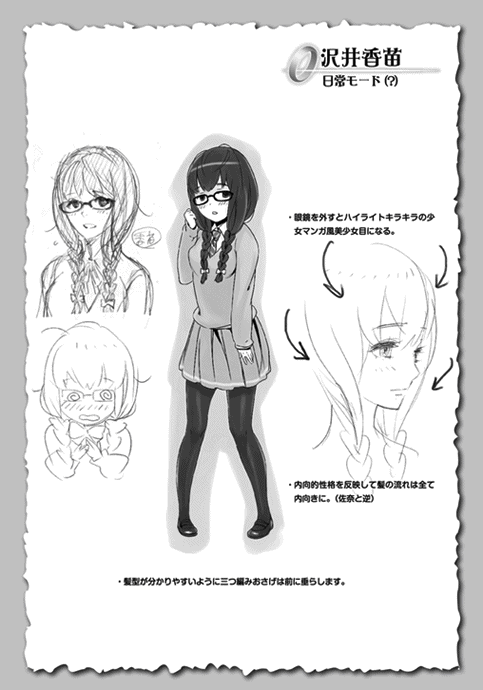 沢井香苗
日常モード(?)
・眼鏡を外すとハイライトキラキラの少
女マンガ風美少女目になる。
・内向的性格を反映して髪の流れは全て
内向きに。(佐奈と逆)
・髪型が分かりやすいように三つ編みおさげは前に垂らします。